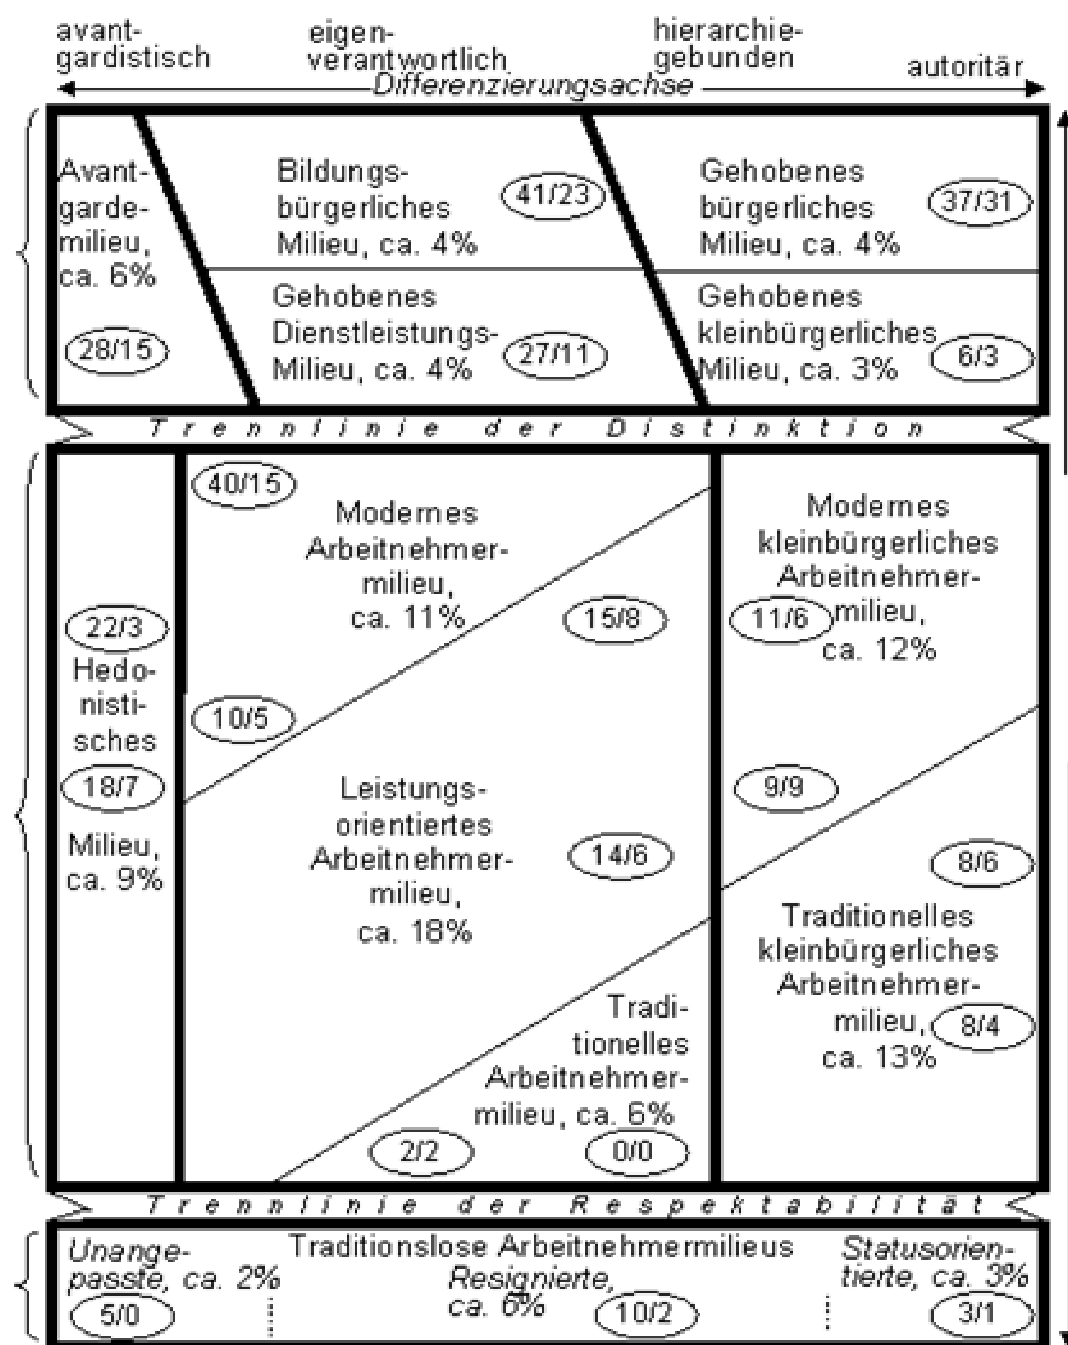 avant-
gardistisch
eigen-
verantwortlich
hierarchie-
gebunden
autoritär
Differenzierungsachse
Avant-
garde-
milieu,
ca. 6%
28/15
Bildungs-
bürgerliches
Milieu, ca. 4%
41/23
Gehobenes
bürgerliches
Milieu, ca. 4%
37/31
Gehobenes
Dienstleistungs-
Milieu, ca. 4%
27/11
Gehobenes
kleinbürgerliches
Milieu, ca. 3%
6/3
Trennlinie der Distinktion
22/3
Hedo-
nisti-
sches
18/7
Milieu,
ca. 9%
40/15
Modernes
Arbeitnehmer-
milieu,
ca. 11%
10/5
15/8
Leistungs-
orientiertes
Arbeitnehmer-
milieu,
ca. 18%
14/6
Tradi-
tionelles
Arbeitnehmer-
milieu, ca. 6%
2/2
0/0
Modernes
kleinbürgerliches
Arbeitnehmer-
milieu,
ca. 12%
11/6
9/9
8/6
Traditionelles
kleinbürgerliches
Arbeitnehmer-
milieu,
ca. 13%
8/4
Trennlinie der Respektabilität
Traditionslose Arbeitnehmermilieus
Unange-
passte, ca. 2%
5/0
Resignierte,
ca. 6%
10/2
Statusorien-
tierte, ca. 3%
3/1